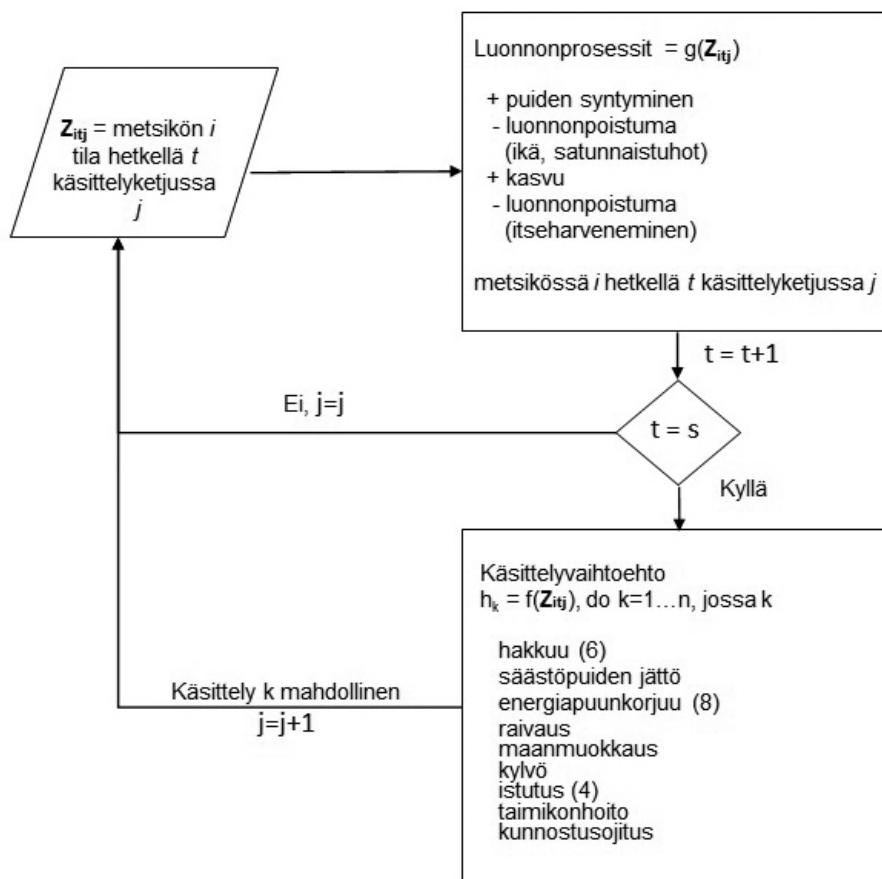 Z_itj = metsikön i
tila hetkellä t
käsittelyketjussa
j
Luonnonprosessit = g(Z_itj)
+ puiden syntyminen
- luonnonpoistuma
(ikä, satunnaistuhot)
+ kasvu
- luonnonpoistuma
(itseharveneminen)
metsikössä i hetkellä t käsittelyketjussa j
t = t+1
Ei, j=j
t = s
Kyllä
Käsittelyvaihtoehto
h_k = f(Z_itj), do k=1…n, jossa k
hakkuu (6)
säästöpuiden jättö
energiapuunkorjuu (8)
raivaus
maanmuokkaus
kylvö
istutus (4)
taimikonhoito
kunnostusojitus
Käsittely k mahdollinen
j=j+1